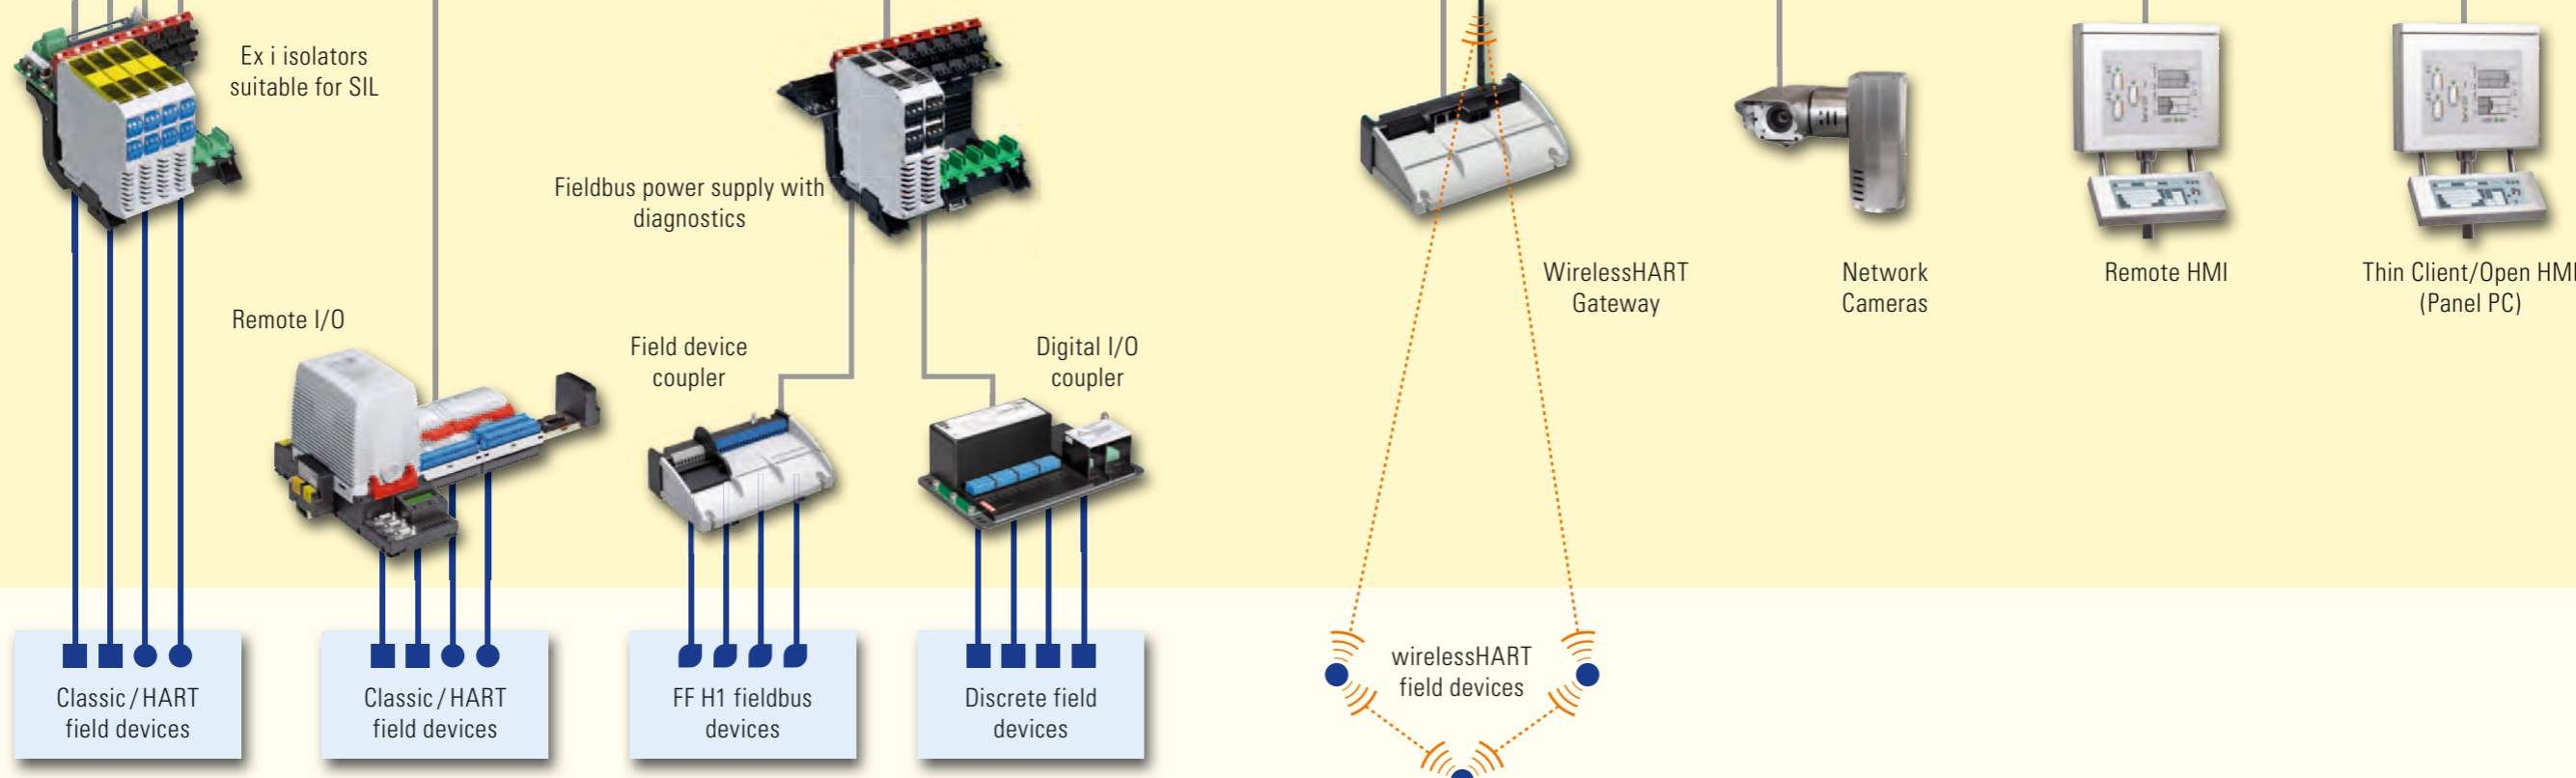 Ex i isolators
suitable for SIL
Fieldbus power supply with
diagnostics
WirelessHART
Gateway
Network
Cameras
Remote HMI
Thin Client/Open HMI
(Panel PC)
Remote I/O
Field device
coupler
Digital I/O
coupler
Classic / HART
field devices
Classic / HART
field devices
FF H1 fieldbus
devices
Discrete field
devices
wirelessHART
field devices